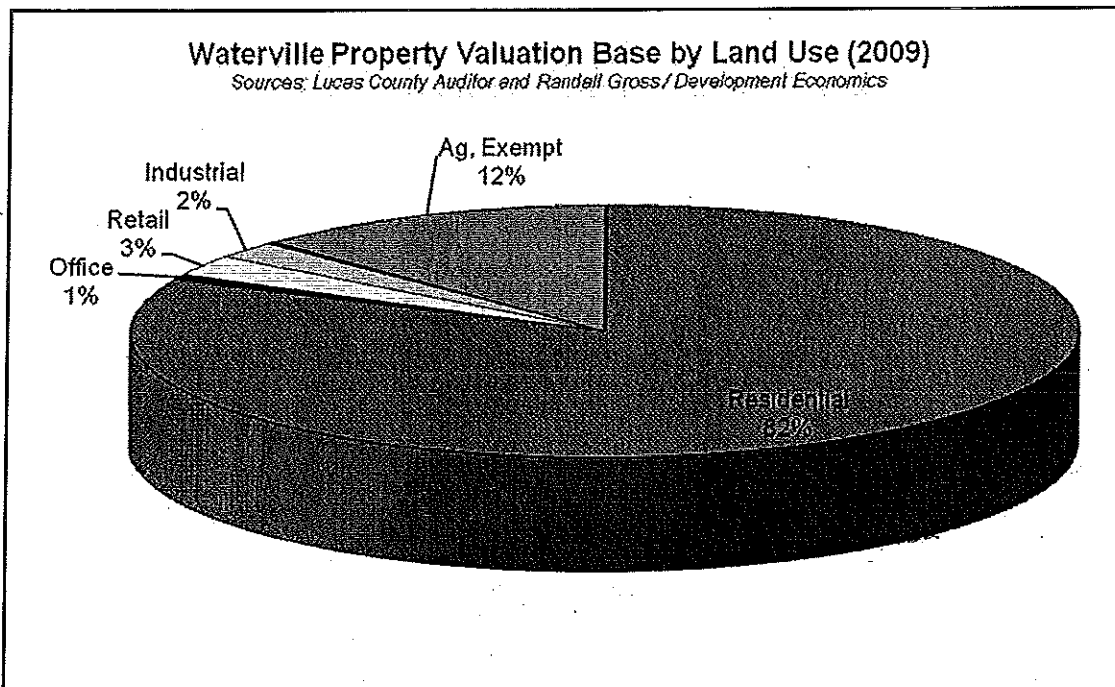 Waterville Property Valuation Base by Land Use (2009)
Sources: Lucas County Auditor and Randall Gross / Development Economics
Ag, Exempt
12%
Industrial
2%
Retail
3%
Office
1%
Residential
82%